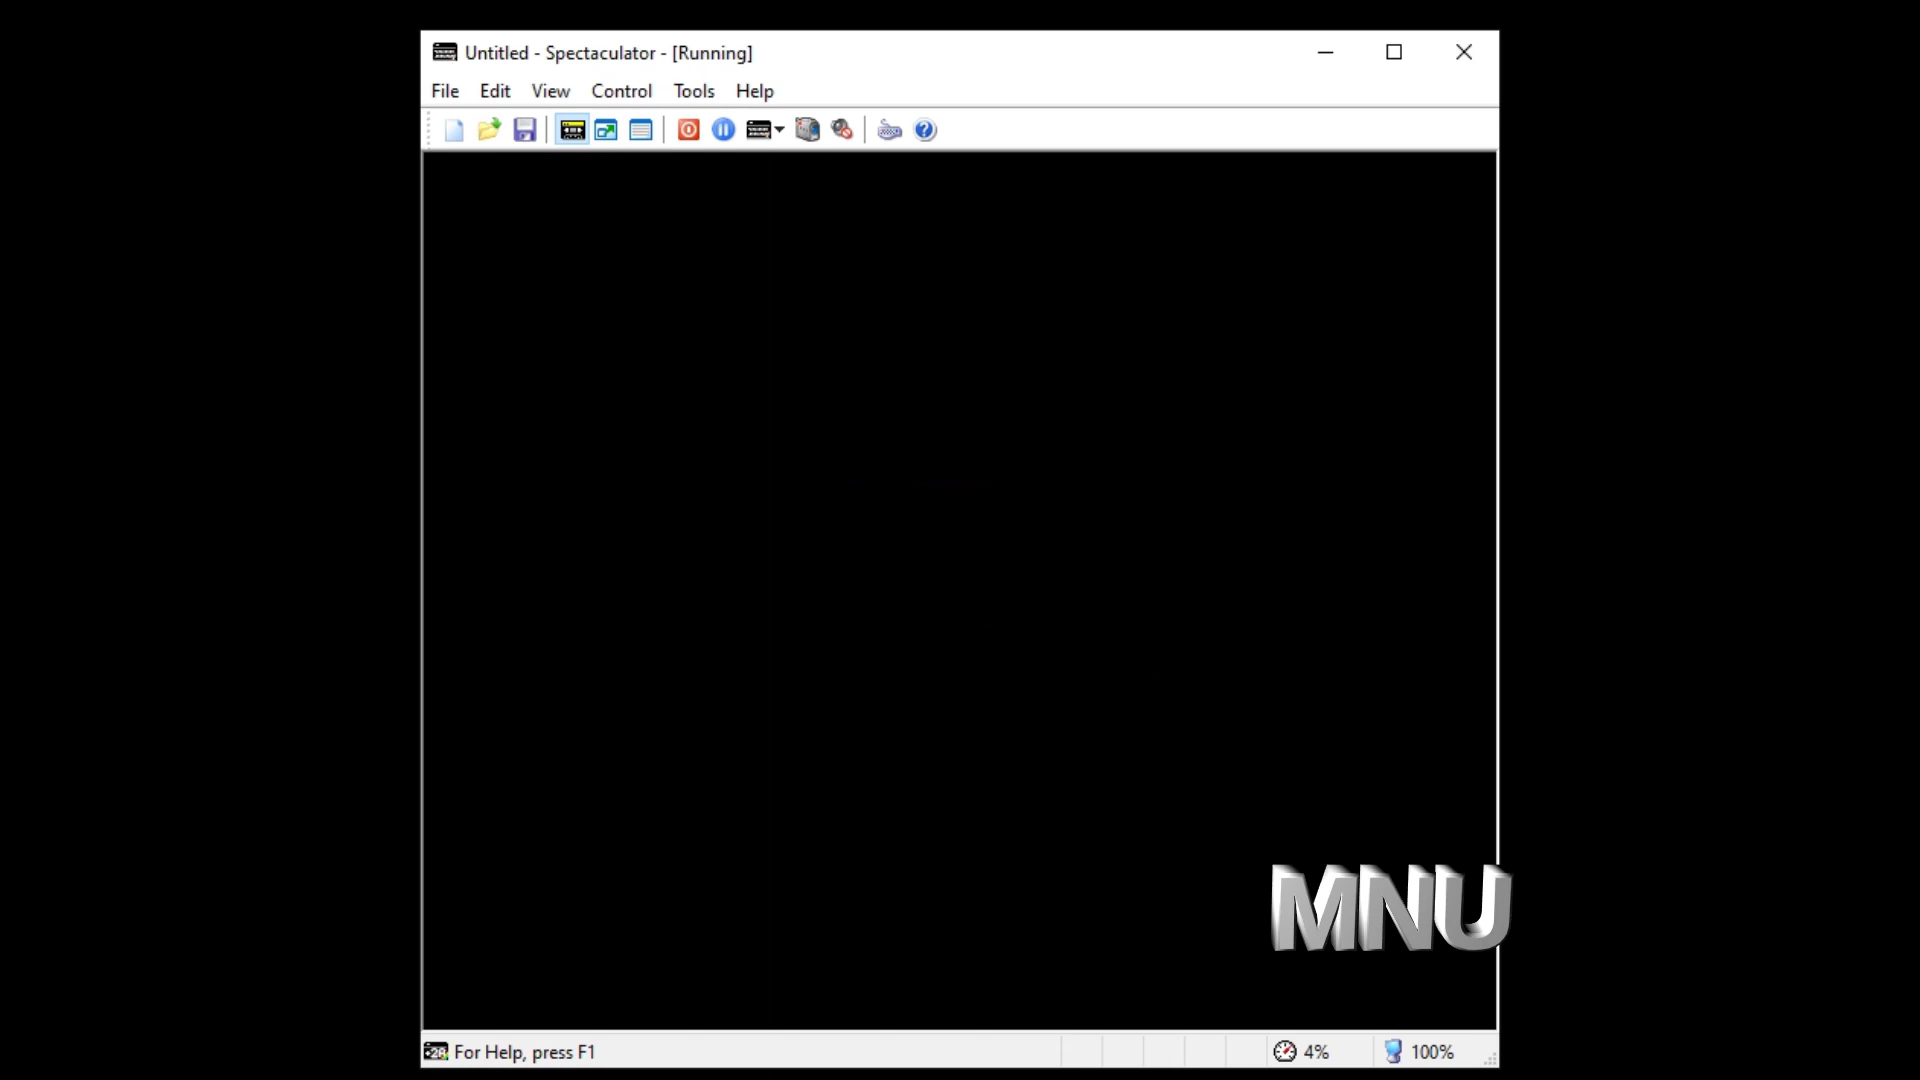 Untitled - Spectaculator - [Running]
File Edit View Control Tools Help
MNU
For Help, press F1
4%
100%